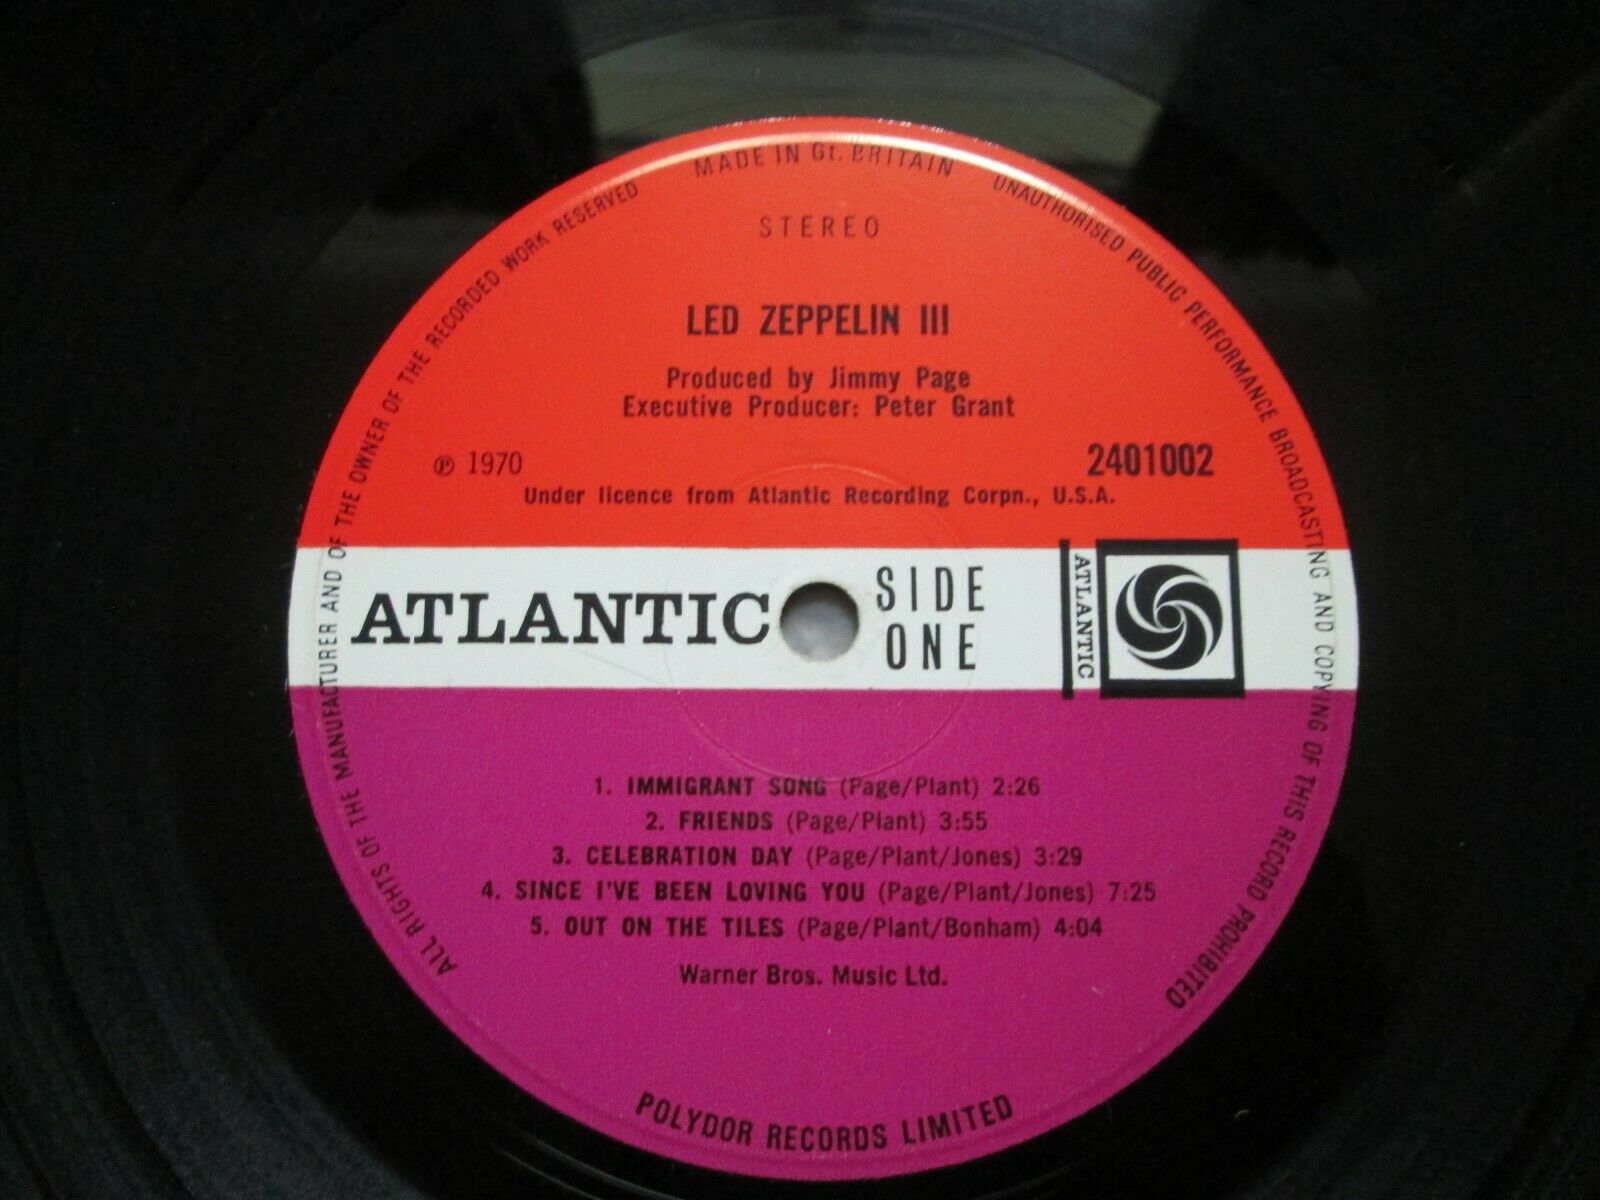 MADE IN Gt. BRITAIN
UNAUTHORISED PUBLIC PERFORMANCE BROADCASTING AND COPYING OF THIS RECORD PROHIBITED
ALL RIGHTS OF THE MANUFACTURER AND OF THE OWNER OF THE RECORDED WORK RESERVED
STEREO
LED ZEPPELIN III
Produced by Jimmy Page
Executive Producer: Peter Grant
℗ 1970
2401002
Under licence from Atlantic Recording Corpn., U.S.A.
ATLANTIC
SIDE
ONE
ATLANTIC
1. IMMIGRANT SONG (Page/Plant) 2:26
2. FRIENDS (Page/Plant) 3:55
3. CELEBRATION DAY (Page/Plant/Jones) 3:29
4. SINCE I'VE BEEN LOVING YOU (Page/Plant/Jones) 7:25
5. OUT ON THE TILES (Page/Plant/Bonham) 4:04
Warner Bros. Music Ltd.
POLYDOR RECORDS LIMITED